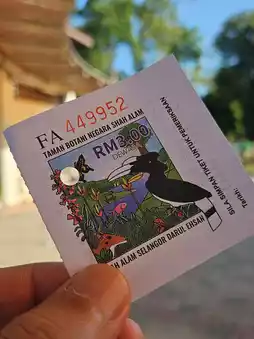 FA 449952
TAMAN BOTANI NEGARA SHAH ALAM
RM3.00
DEWASA
SHAH ALAM SELANGOR DARUL EHSAN
SILA SIMPAN TIKET UNTUK PEMERIKSAAN
Tarikh: